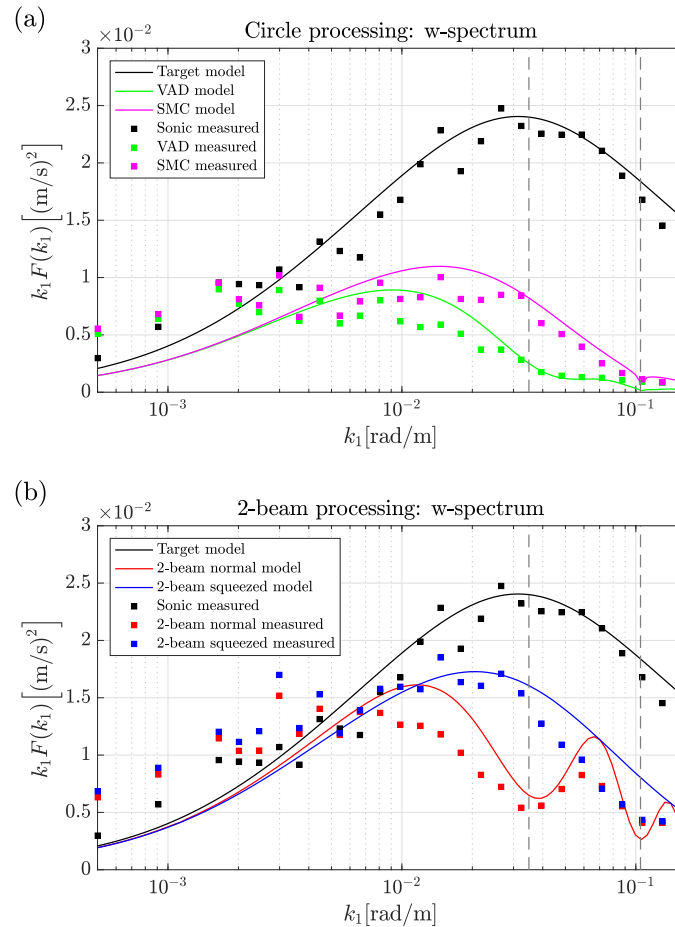 (a)
Circle processing: w-spectrum
×10⁻²
3
2.5
2
1.5
1
0.5
0
k₁F(k₁)[(m/s)²]
Target model
VAD model
SMC model
Sonic measured
VAD measured
SMC measured
10⁻³
10⁻²
10⁻¹
k₁[rad/m]
(b)
2-beam processing: w-spectrum
×10⁻²
3
2.5
2
1.5
1
0.5
0
k₁F(k₁)[(m/s)²]
Target model
2-beam normal model
2-beam squeezed model
Sonic measured
2-beam normal measured
2-beam squeezed measured
10⁻³
10⁻²
10⁻¹
k₁[rad/m]